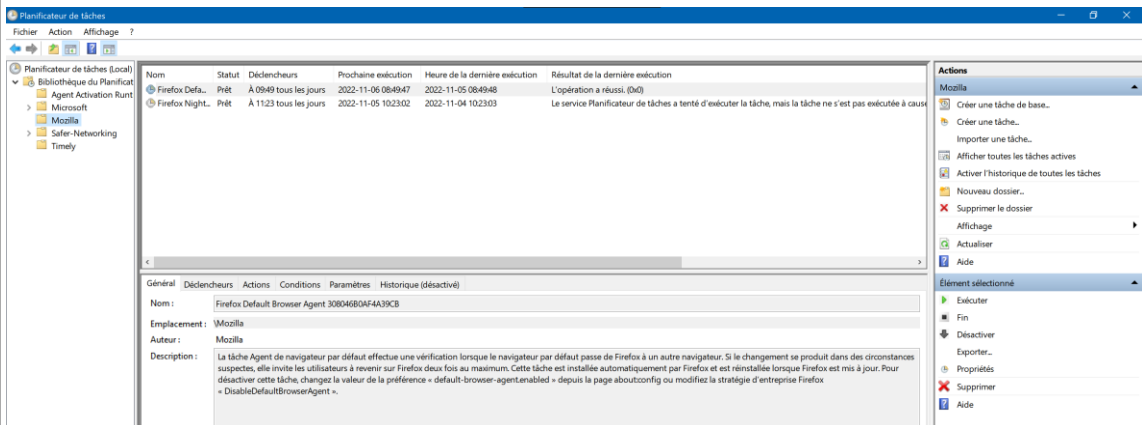 Planificateur de tâches
Fichier Action Affichage ?
Planificateur de tâches (Local)
Bibliothèque du Planificat
Agent Activation Runt
Microsoft
Mozilla
Safer-Networking
Timely
Nom Statut Déclencheurs Prochaine exécution Heure de la dernière exécution Résultat de la dernière exécution
Firefox Defa... Prêt À 09:49 tous les jours 2022-11-06 08:49:47 2022-11-05 08:49:48 L'opération a réussi. (0x0)
Firefox Night... Prêt À 11:23 tous les jours 2022-11-05 10:23:02 2022-11-04 10:23:03 Le service Planificateur de tâches a tenté d'exécuter la tâche, mais la tâche ne s'est pas exécutée à cause
Général Déclencheurs Actions Conditions Paramètres Historique (désactivé)
Nom : Firefox Default Browser Agent 308046B0AF4A39CB
Emplacement : \Mozilla
Auteur : Mozilla
Description : La tâche Agent de navigateur par défaut effectue une vérification lorsque le navigateur par défaut passe de Firefox à un autre navigateur. Si le changement se produit dans des circonstances
suspectes, elle invite les utilisateurs à revenir sur Firefox deux fois au maximum. Cette tâche est installée automatiquement par Firefox et est réinstallée lorsque Firefox est mis à jour. Pour
désactiver cette tâche, changez la valeur de la préférence « default-browser-agent.enabled » depuis la page about:config ou modifiez la stratégie d'entreprise Firefox
« DisableDefaultBrowserAgent ».
Actions
Mozilla
Créer une tâche de base...
Créer une tâche...
Importer une tâche...
Afficher toutes les tâches actives
Activer l'historique de toutes les tâches
Nouveau dossier...
Supprimer le dossier
Affichage
Actualiser
Aide
Élément sélectionné
Exécuter
Fin
Désactiver
Exporter...
Propriétés
Supprimer
Aide